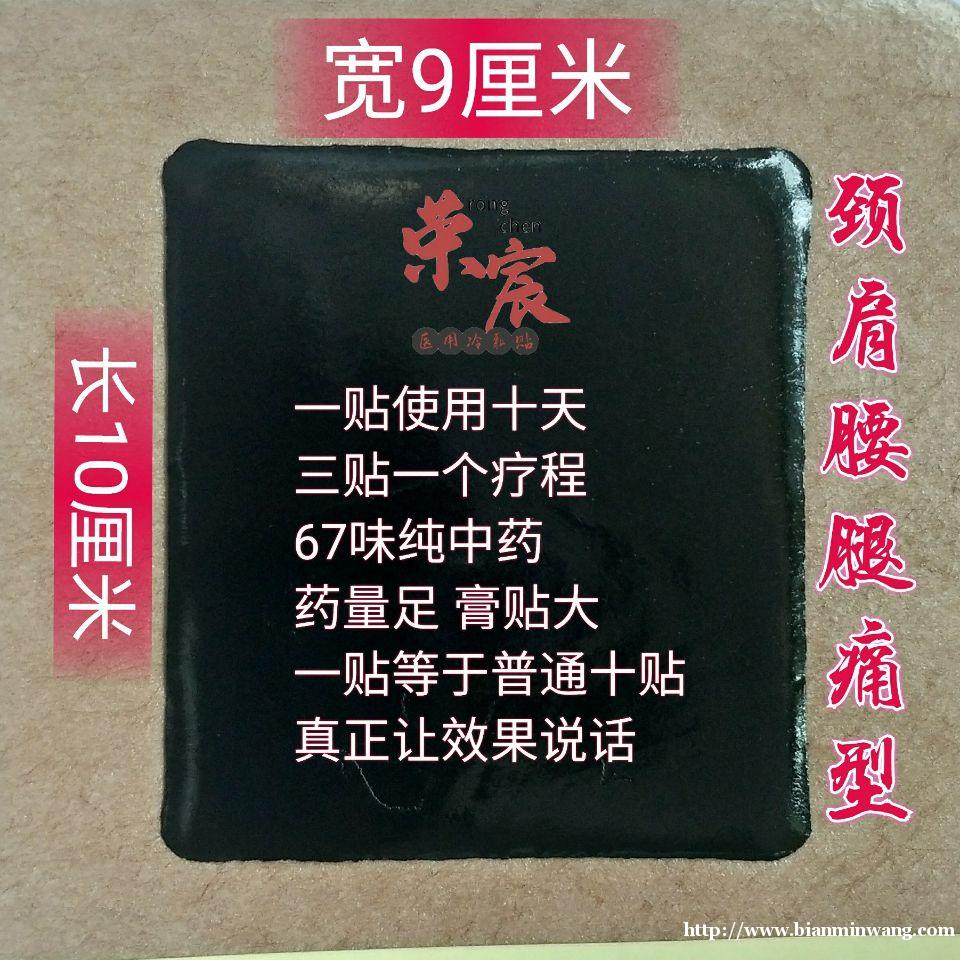 宽9厘米
rong
chen
荣宸
医用冷敷贴
长10厘米
一贴使用十天
三贴一个疗程
67味纯中药
药量足 膏贴大
一贴等于普通十贴
真正让效果说话
颈肩腰腿痛型
http://www.bianminwang.com